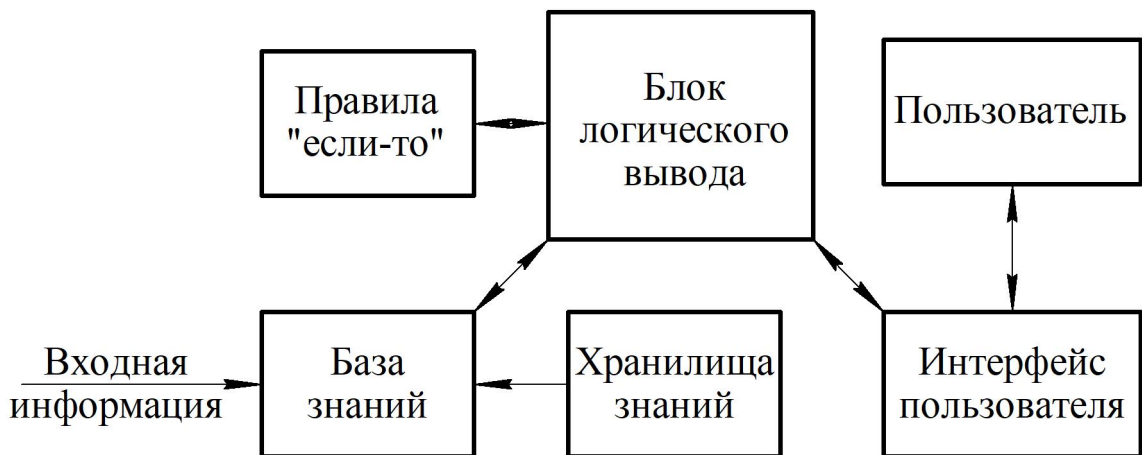 Правила
"если-то"
Блок
логического
вывода
Пользователь
Входная
информация
База
знаний
Хранилища
знаний
Интерфейс
пользователя